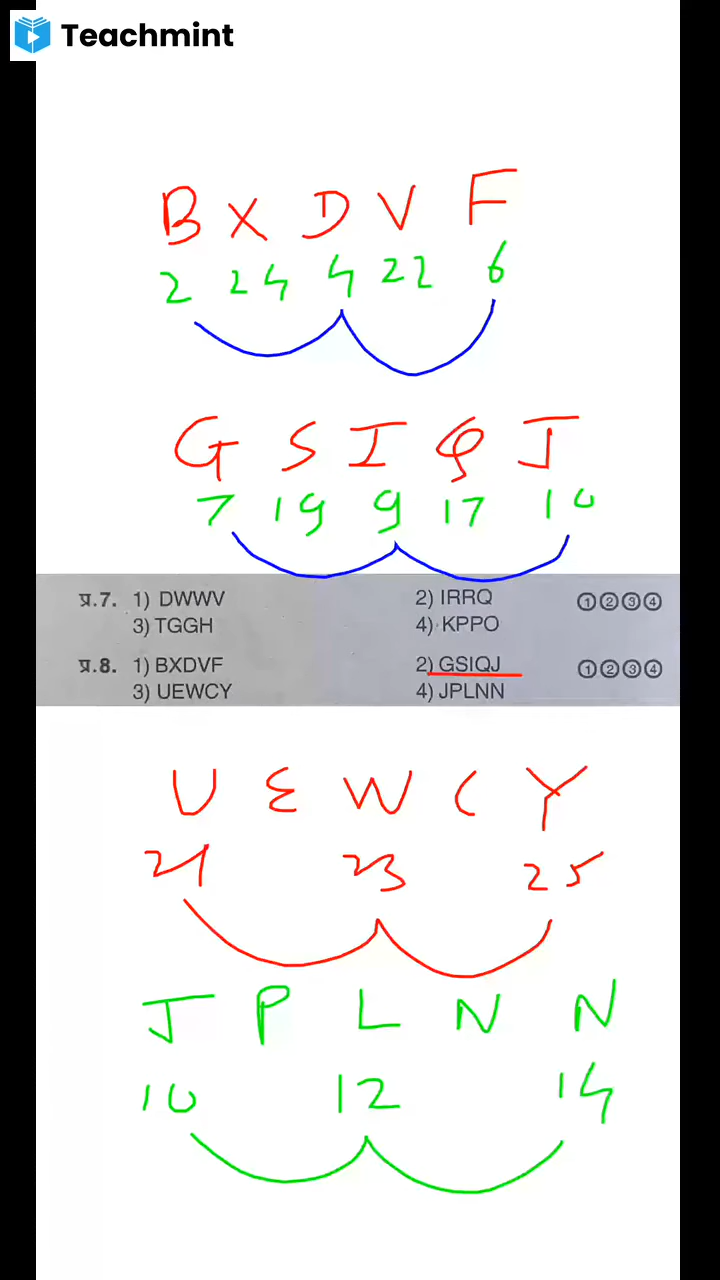 Teachmint
B X D V F
2 24 4 22 6
G S I Q J
7 19 9 17 10
प्र.7. 1) DWWV 2) IRRQ ①②③④
3) TGGH 4) KPPO
प्र.8. 1) BXDVF 2) GSIQJ ①②③④
3) UEWCY 4) JPLNN
U E W C Y
21 23 25
J P L N N
10 12 14